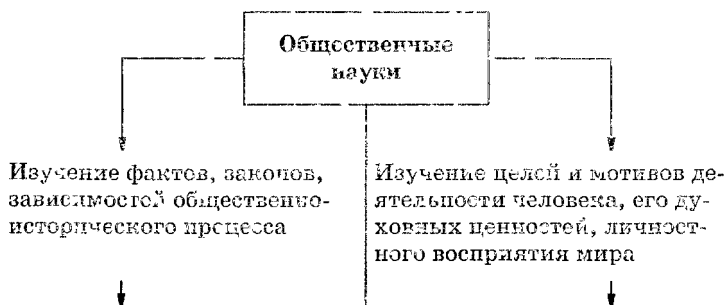 Общественные
науки
Изучение фактов, законов,
зависимостей общественно-
исторического процесса
Изучение целей и мотивов де-
ятельности человека, его ду-
ховных ценностей, личност-
ного восприятия мира